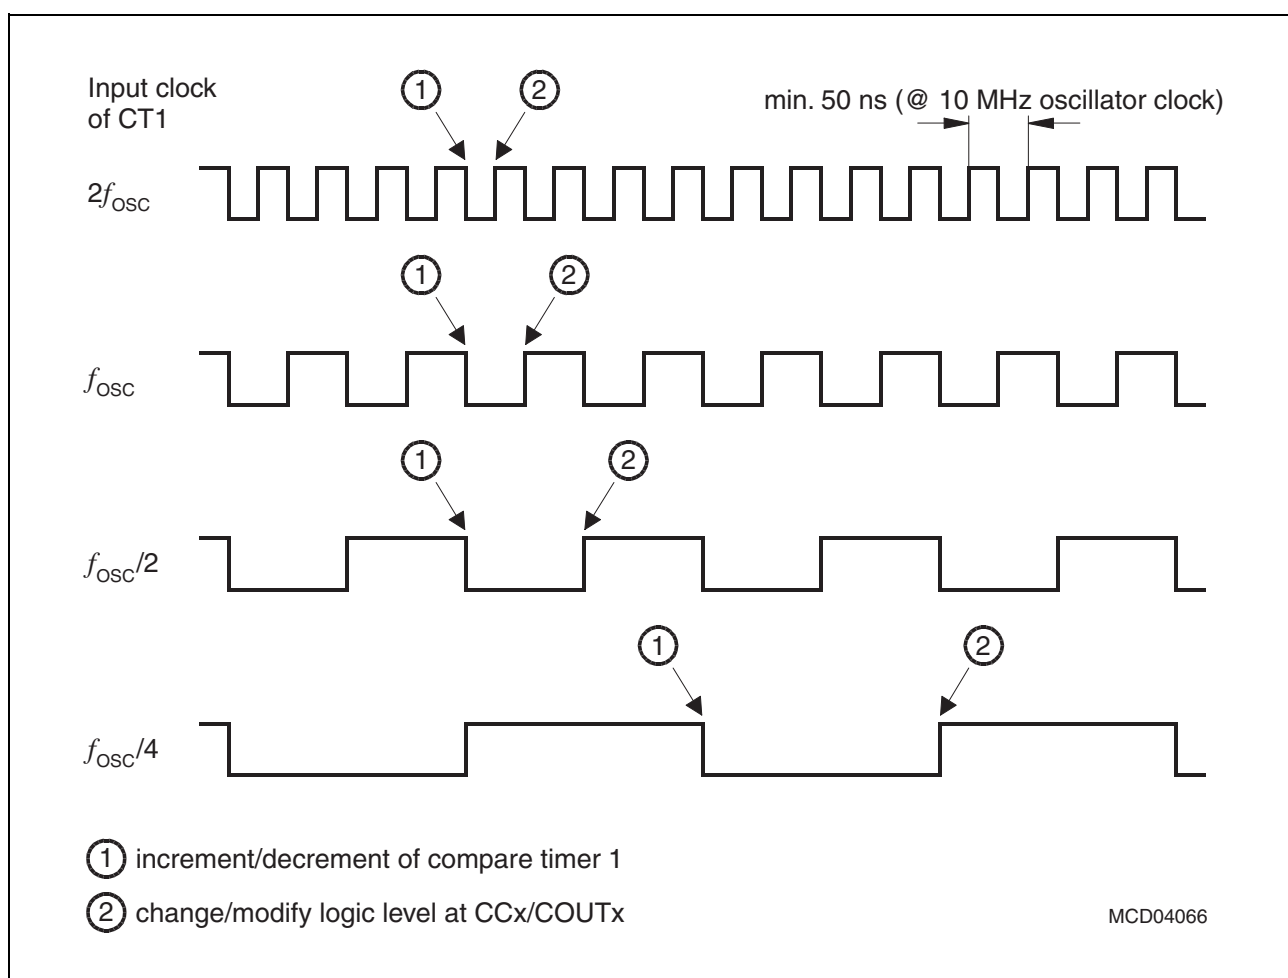 Input clock
of CT1
1
2
min. 50 ns (@ 10 MHz oscillator clock)
2fOSC
1
2
fOSC
1
2
fOSC/2
1
2
fOSC/4
1 increment/decrement of compare timer 1
2 change/modify logic level at CCx/COUTx
MCD04066